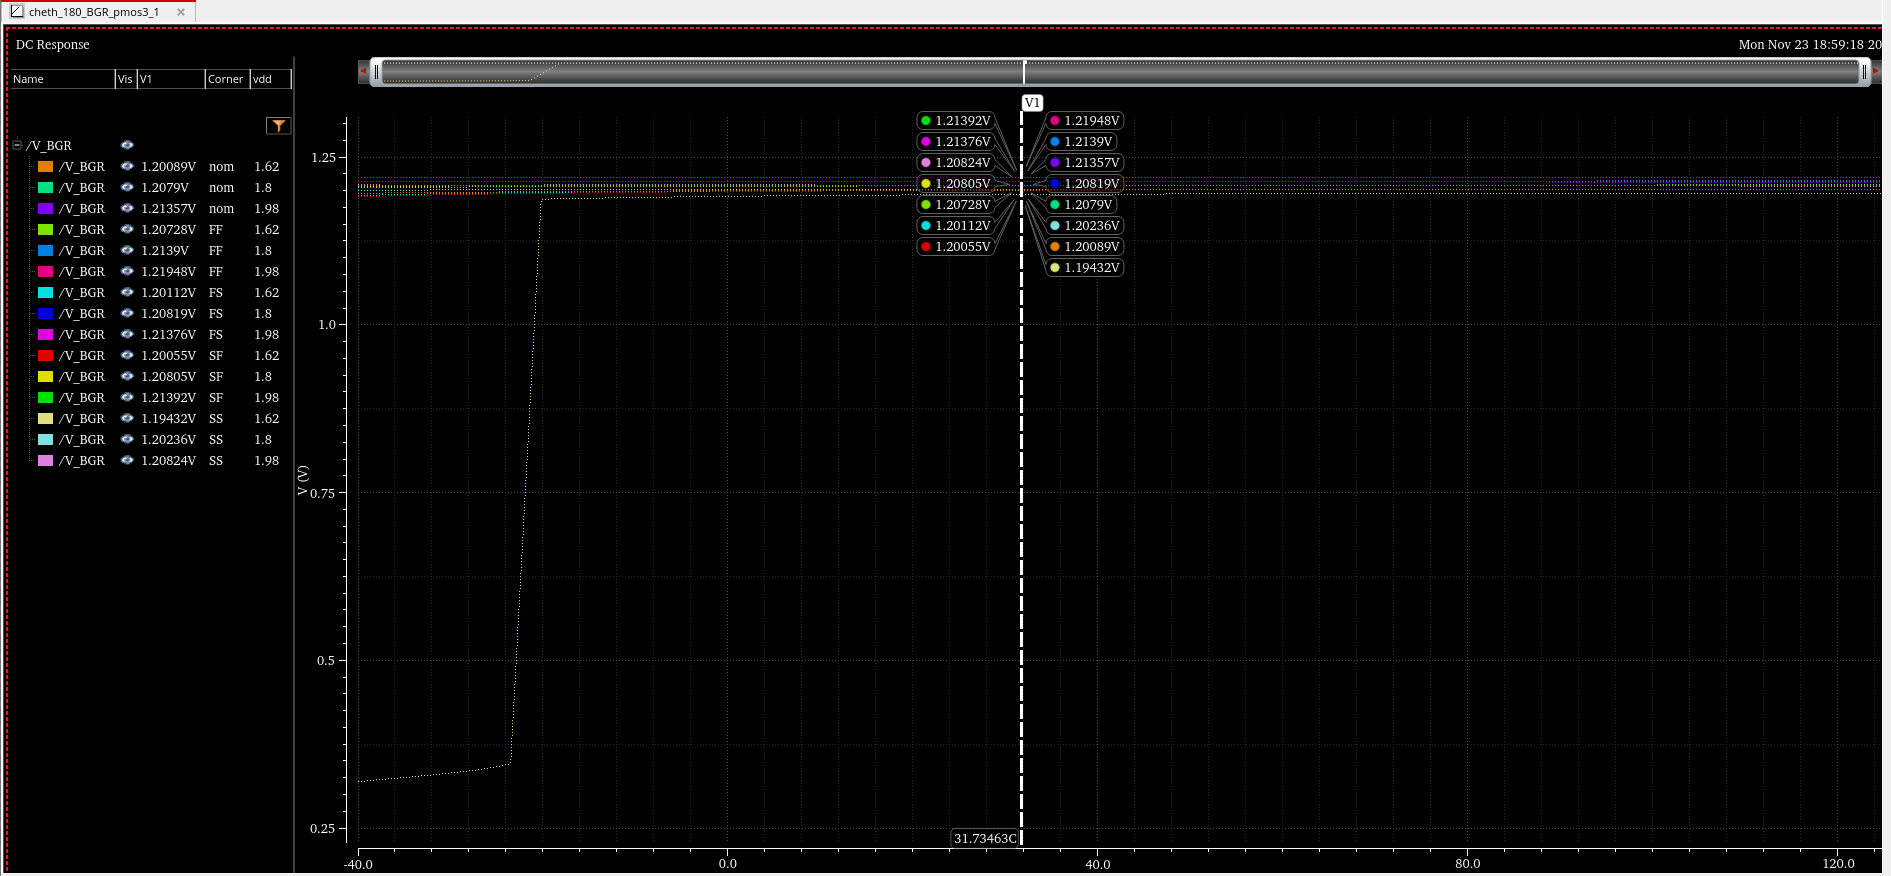 cheth_180_BGR_pmos3_1
DC Response
Mon Nov 23 18:59:18 20
Name Vis V1 Corner vdd
/V_BGR
/V_BGR 1.20089V nom 1.62
/V_BGR 1.2079V nom 1.8
/V_BGR 1.21357V nom 1.98
/V_BGR 1.20728V FF 1.62
/V_BGR 1.2139V FF 1.8
/V_BGR 1.21948V FF 1.98
/V_BGR 1.20112V FS 1.62
/V_BGR 1.20819V FS 1.8
/V_BGR 1.21376V FS 1.98
/V_BGR 1.20055V SF 1.62
/V_BGR 1.20805V SF 1.8
/V_BGR 1.21392V SF 1.98
/V_BGR 1.19432V SS 1.62
/V_BGR 1.20236V SS 1.8
/V_BGR 1.20824V SS 1.98
V1
1.21392V 1.21948V
1.21376V 1.2139V
1.20824V 1.21357V
1.20805V 1.20819V
1.20728V 1.2079V
1.20112V 1.20236V
1.20055V 1.20089V
1.19432V
V (V)
1.25
1.0
0.75
0.5
0.25
31.73463C
-40.0 0.0 40.0 80.0 120.0